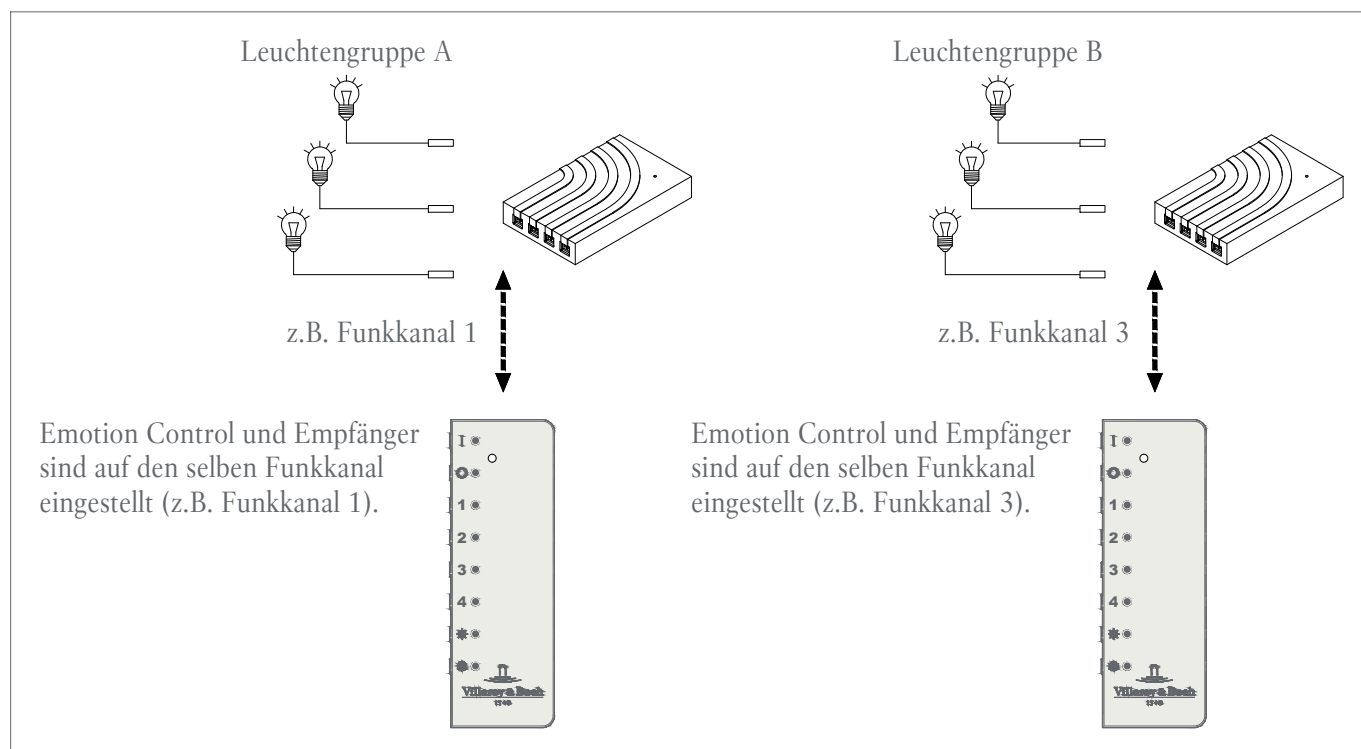 Leuchtengruppe A
z.B. Funkkanal 1
Emotion Control und Empfänger
sind auf den selben Funkkanal
eingestellt (z.B. Funkkanal 1).
I
1
2
3
4
Villeroy & Boch
1748
Leuchtengruppe B
z.B. Funkkanal 3
Emotion Control und Empfänger
sind auf den selben Funkkanal
eingestellt (z.B. Funkkanal 3).
I
1
2
3
4
Villeroy & Boch
1748